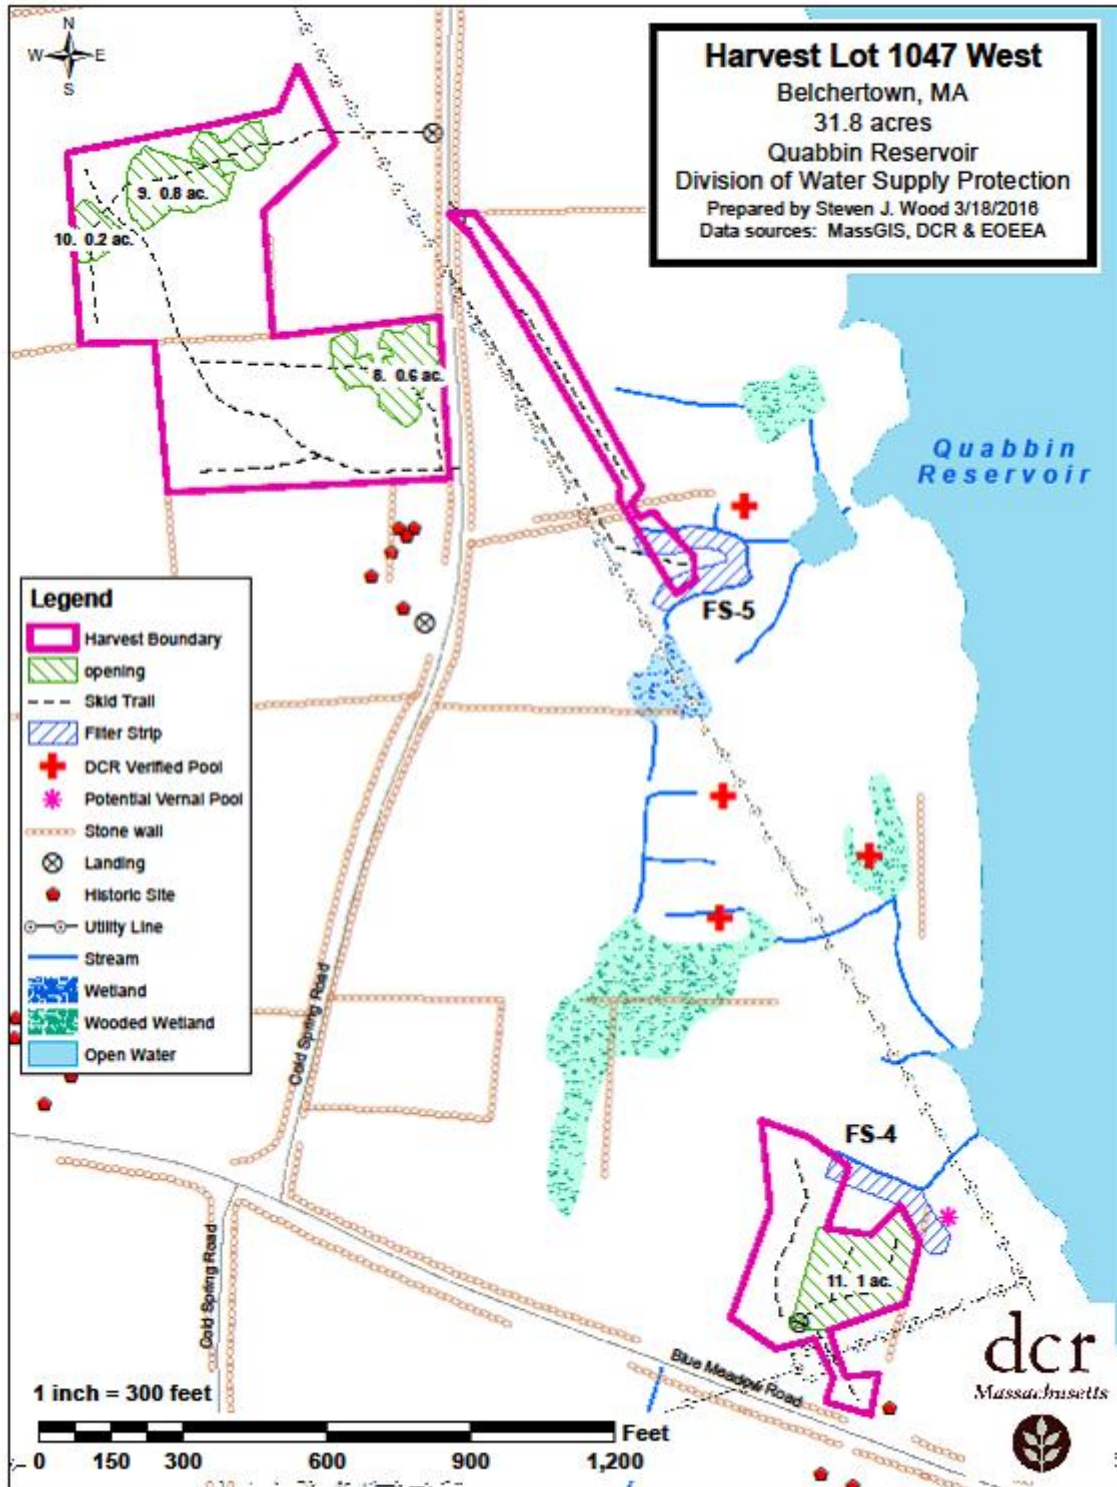 N
W E
S
Harvest Lot 1047 West
Belchertown, MA
31.8 acres
Quabbin Reservoir
Division of Water Supply Protection
Prepared by Steven J. Wood 3/18/2016
Data sources: MassGIS, DCR & EOEEA
9. 0.8 ac.
10. 0.2 ac.
8. 0.6 ac.
Quabbin
Reservoir
FS-5
Legend
Harvest Boundary
opening
Skid Trail
Filter Strip
DCR Verified Pool
Potential Vernal Pool
Stone wall
Landing
Historic Site
Utility Line
Stream
Wetland
Wooded Wetland
Open Water
Cold Spring Road
FS-4
Cold Spring Road
11. 1 ac.
Blue Meadow Road
dcr
Massachusetts
1 inch = 300 feet
Feet
0 150 300 600 900 1,200